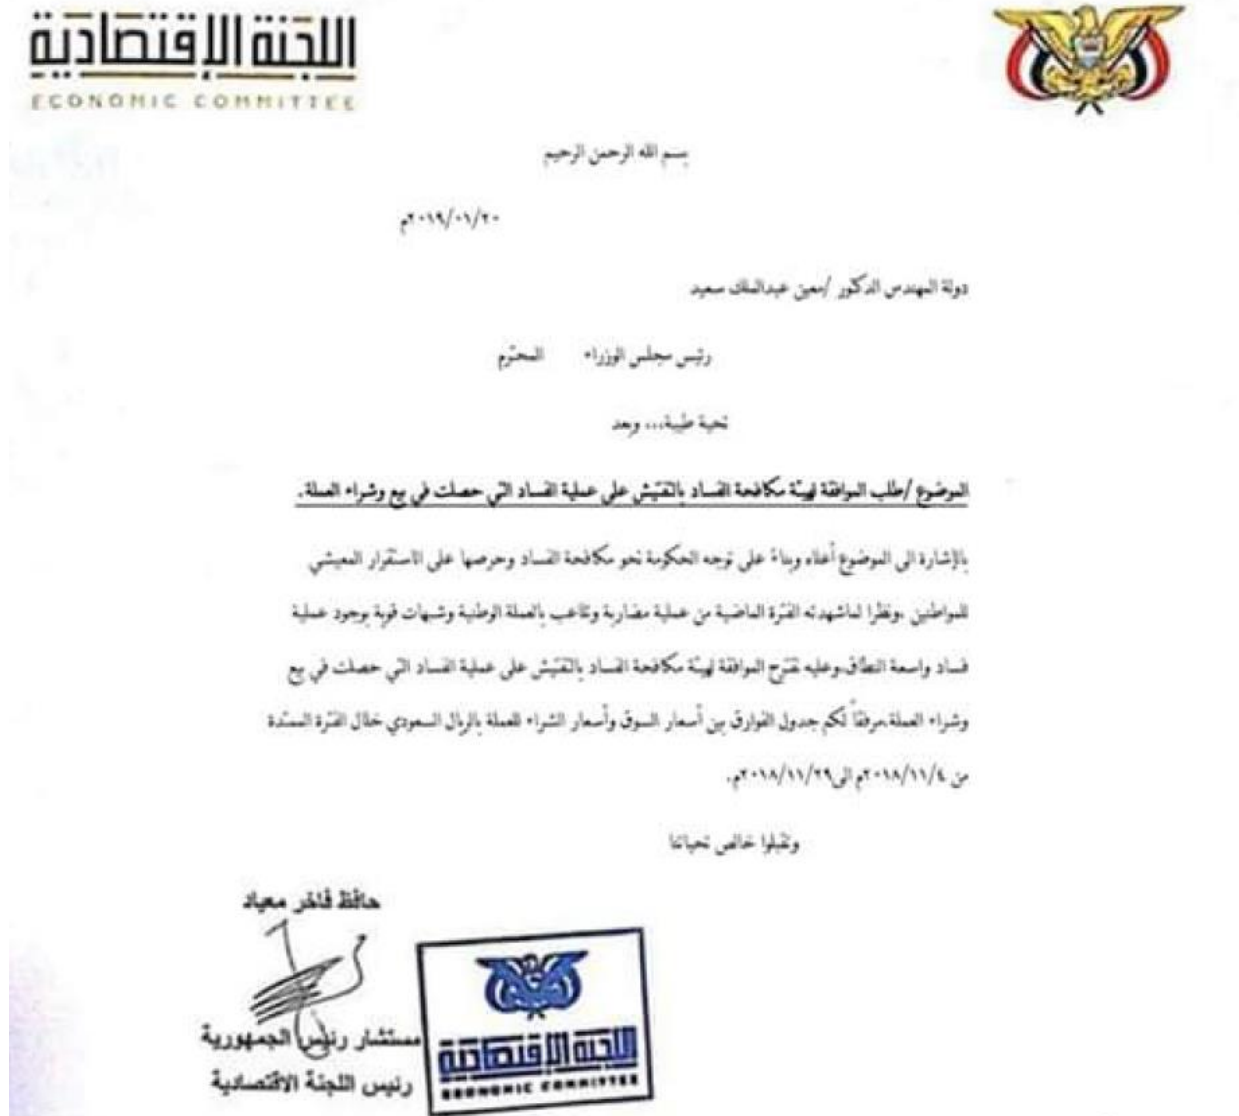 اللجنة الإقتصادية
ECONOMIC COMMITTEE
بسم الله الرحمن الرحيم
٢٠١٩/٠١/٢٠م
دولة المهندس الدكتور /معين عبدالملك سعيد
رئيس مجلس الوزراء المحترم
تحية طيبة... وبعد
الموضوع /طلب الموافقة لهيئة مكافحة الفساد بالتفتيش على عملية الفساد التي حصلت في بيع وشراء العملة.
بالإشارة الى الموضوع أعلاه وبناءً على توجه الحكومة نحو مكافحة الفساد وحرصها على الاستقرار المعيشي
للمواطنين .ونظرا لماشهدته الفترة الماضية من عملية مضاربة وتلاعب بالعملة الوطنية وشبهات قوية بوجود عملية
فساد واسعة النطاق.وعليه نقترح الموافقة لهيئة مكافحة الفساد بالتفتيش على عملية الفساد التي حصلت في بيع
وشراء العملة.مرفقاً لكم جدول الفوارق بين أسعار السوق وأسعار الشراء للعملة بالريال السعودي خلال الفترة الممتدة
من ٢٠١٨/١١/٤م الى٢٠١٨/١١/٢٩م.
وتقبلوا خالص تحياتنا
حافظ فاخر معياد
مستشار رئيس الجمهورية
رئيس اللجنة الاقتصادية
اللجنة الإقتصادية
ECONOMIC COMMITTEE